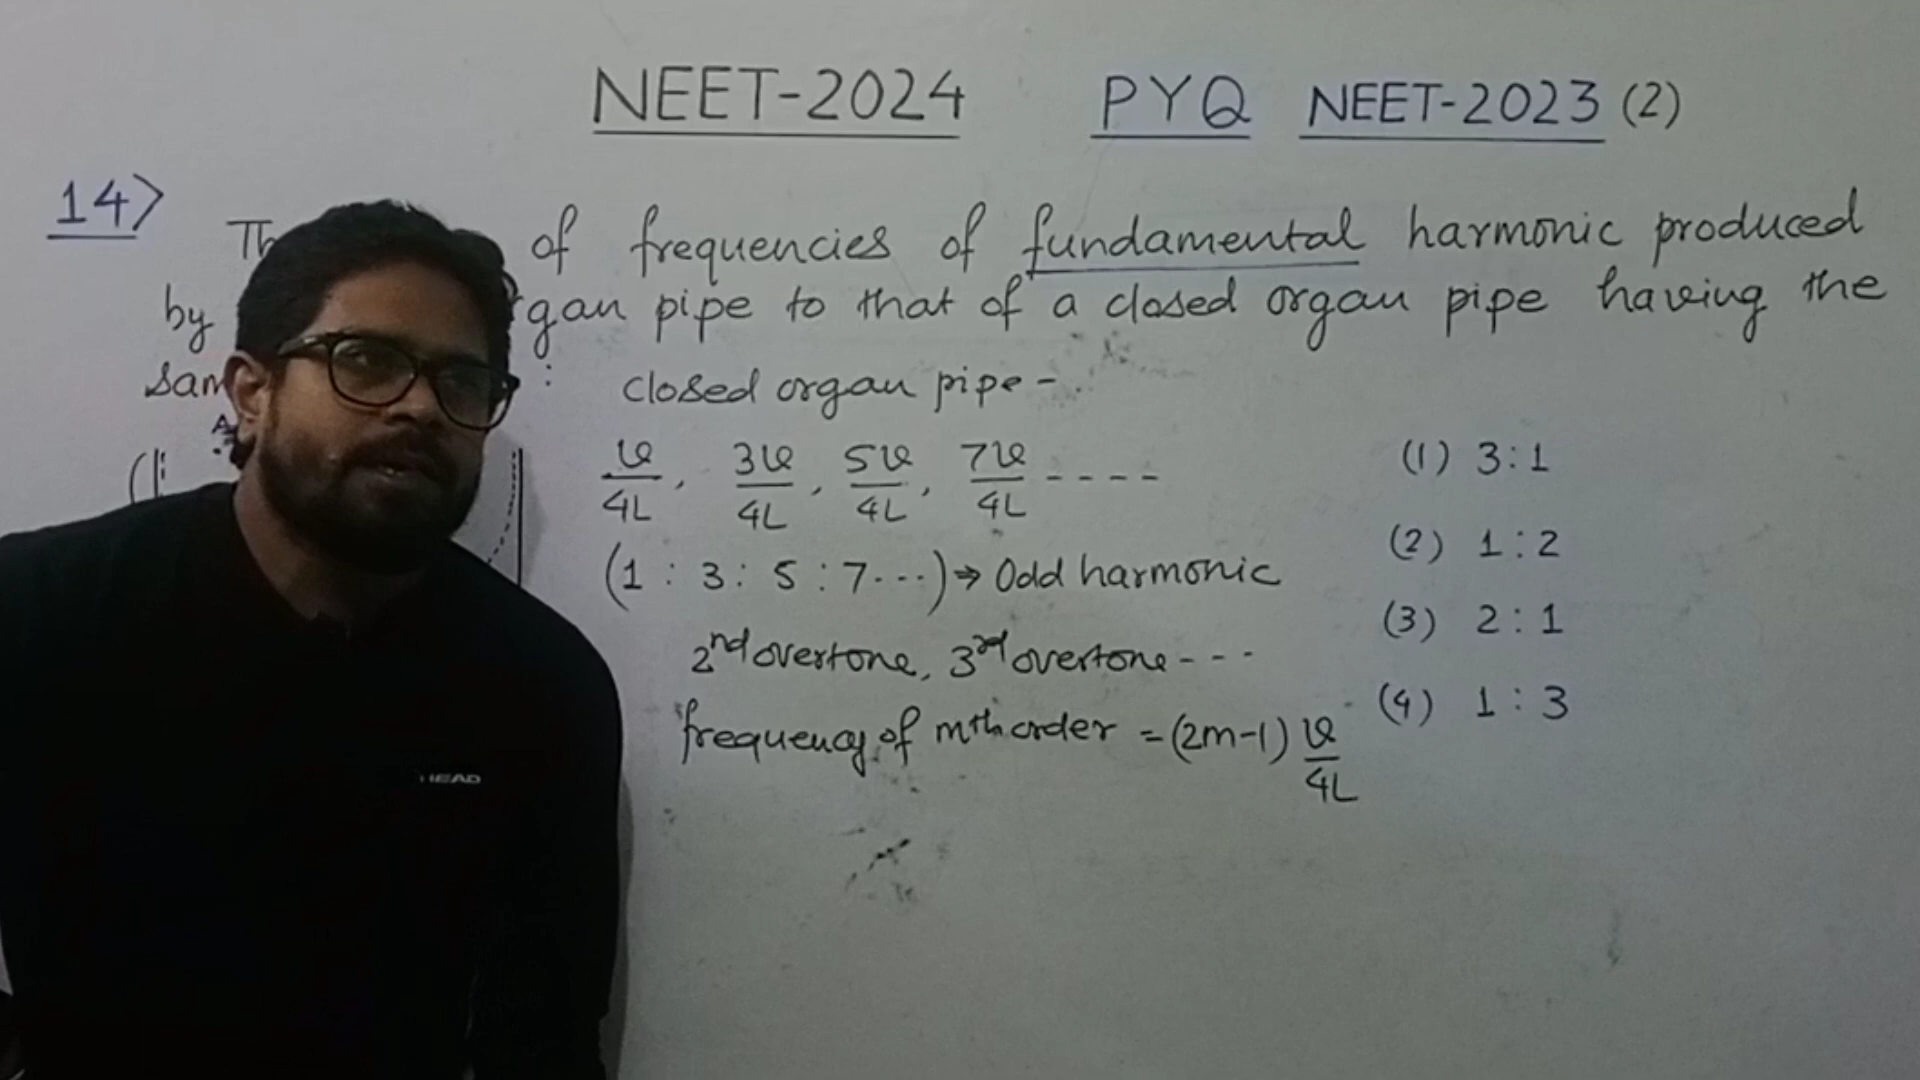 NEET-2024 PYQ NEET-2023 (2)
14>
of frequencies of fundamental harmonic produced
by gan pipe to that of a closed organ pipe having the
:
closed organ pipe -
v/4L, 3v/4L, 5v/4L, 7v/4L ----
(1 : 3 : 5 : 7...) → Odd harmonic
2nd overtone, 3rd overtone ---
frequency of mth order = (2m-1) v/4L
(1) 3:1
(2) 1:2
(3) 2:1
(4) 1:3
HEAD